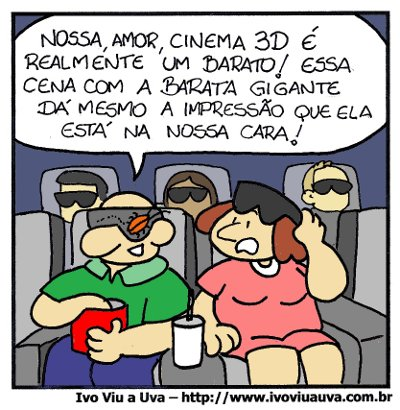 NOSSA, AMOR, CINEMA 3D É
REALMENTE UM BARATO! ESSA
CENA COM A BARATA GIGANTE
DÁ MESMO A IMPRESSÃO QUE ELA
ESTÁ NA NOSSA CARA!
Ivo Viu a Uva – http://www.ivoviuauva.com.br